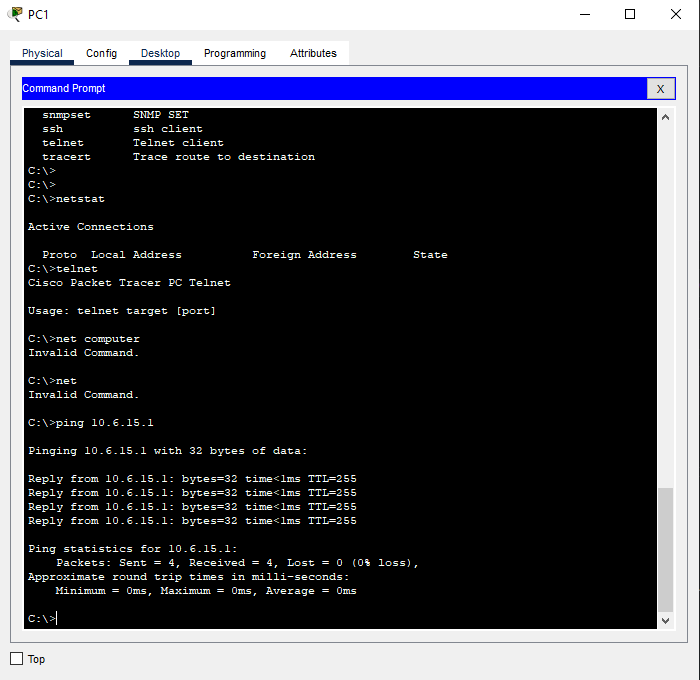 PC1
Physical Config Desktop Programming Attributes
Command Prompt
X
snmpset SNMP SET
ssh ssh client
telnet Telnet client
tracert Trace route to destination
C:\>
C:\>
C:\>netstat
Active Connections
Proto Local Address Foreign Address State
C:\>telnet
Cisco Packet Tracer PC Telnet
Usage: telnet target [port]
C:\>net computer
Invalid Command.
C:\>net
Invalid Command.
C:\>ping 10.6.15.1
Pinging 10.6.15.1 with 32 bytes of data:
Reply from 10.6.15.1: bytes=32 time<1ms TTL=255
Reply from 10.6.15.1: bytes=32 time<1ms TTL=255
Reply from 10.6.15.1: bytes=32 time<1ms TTL=255
Reply from 10.6.15.1: bytes=32 time<1ms TTL=255
Ping statistics for 10.6.15.1:
Packets: Sent = 4, Received = 4, Lost = 0 (0% loss),
Approximate round trip times in milli-seconds:
Minimum = 0ms, Maximum = 0ms, Average = 0ms
C:\>
Top